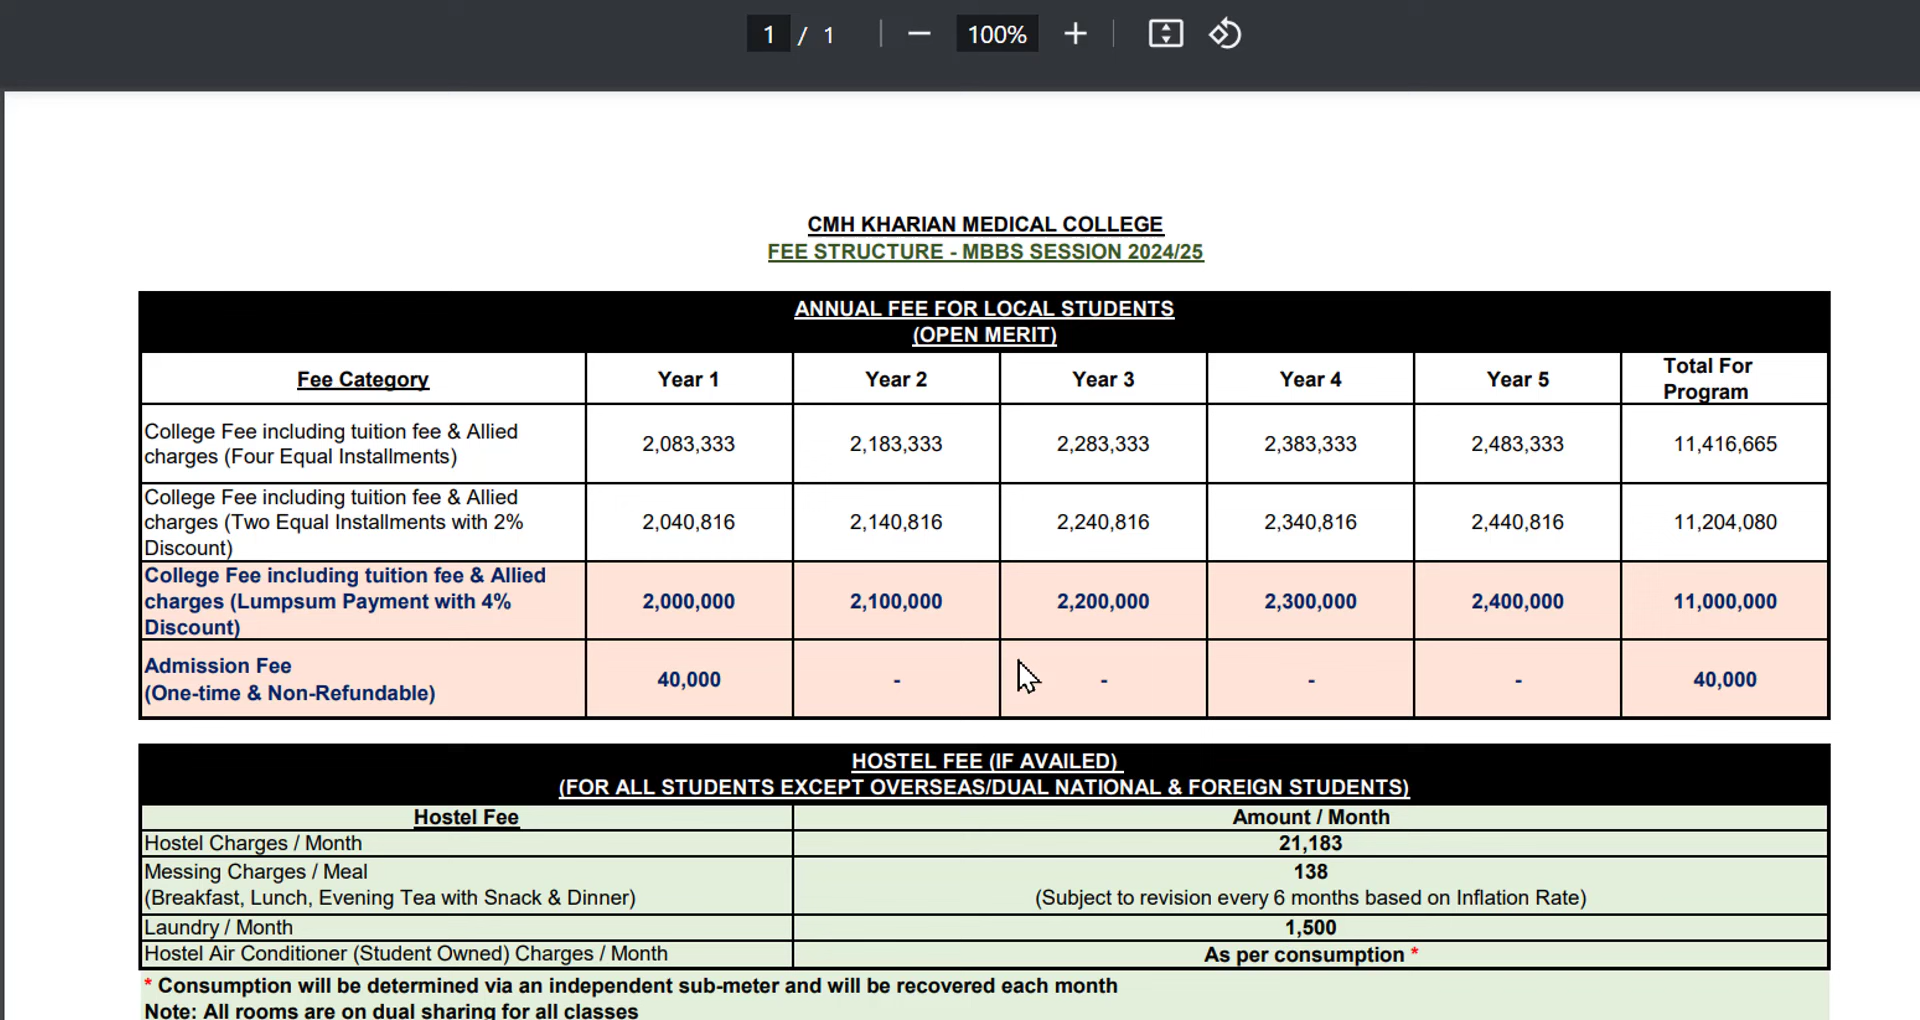 1 / 1 100%
CMH KHARIAN MEDICAL COLLEGE
FEE STRUCTURE - MBBS SESSION 2024/25
ANNUAL FEE FOR LOCAL STUDENTS
(OPEN MERIT)
Fee Category Year 1 Year 2 Year 3 Year 4 Year 5 Total For Program
College Fee including tuition fee & Allied
charges (Four Equal Installments) 2,083,333 2,183,333 2,283,333 2,383,333 2,483,333 11,416,665
College Fee including tuition fee & Allied
charges (Two Equal Installments with 2% 2,040,816 2,140,816 2,240,816 2,340,816 2,440,816 11,204,080
Discount)
College Fee including tuition fee & Allied
charges (Lumpsum Payment with 4% 2,000,000 2,100,000 2,200,000 2,300,000 2,400,000 11,000,000
Discount)
Admission Fee
(One-time & Non-Refundable) 40,000 - - - - 40,000
HOSTEL FEE (IF AVAILED)
(FOR ALL STUDENTS EXCEPT OVERSEAS/DUAL NATIONAL & FOREIGN STUDENTS)
Hostel Fee Amount / Month
Hostel Charges / Month 21,183
Messing Charges / Meal 138
(Breakfast, Lunch, Evening Tea with Snack & Dinner) (Subject to revision every 6 months based on Inflation Rate)
Laundry / Month 1,500
Hostel Air Conditioner (Student Owned) Charges / Month As per consumption *
* Consumption will be determined via an independent sub-meter and will be recovered each month
Note: All rooms are on dual sharing for all classes